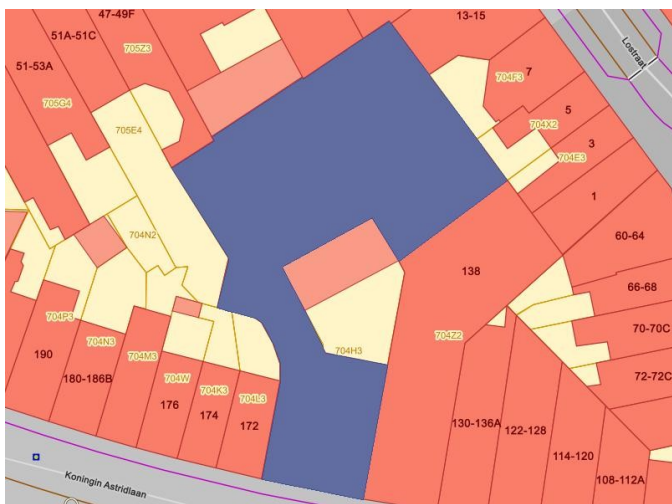 47-49F
13-15
51A-51C
705Z3
Lostraat
51-53A
704F3
7
705G4
5
704X2
705E4
3
704E3
1
704N2
60-64
138
66-68
704P3
704Z2
70-70C
704N3
704M3
704H3
190
180-186B
704W
704K3
704L3
72-72C
176
174
172
130-136A
122-128
114-120
108-112A
Koningin Astridlaan